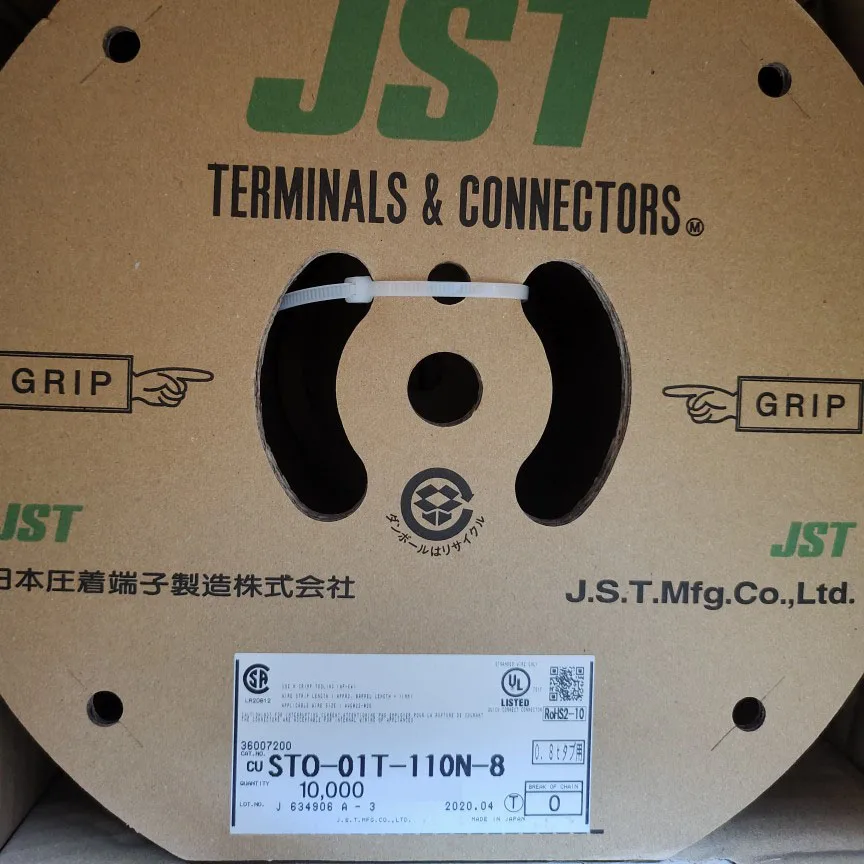 JST
TERMINALS & CONNECTORS Ⓜ
GRIP
GRIP
ダンボールはリサイクル
JST
JST
日本圧着端子製造株式会社
J.S.T.Mfg.Co.,Ltd.
LISTED
RoHS2-10
36007200
CAT.NO.
CU STO-01T-110N-8
0.8tタブ用
QUANTITY 10,000
LOT.NO. J 634906 A - 3 2020.04 Ⓣ
BREAK OF CHAIN
0
J.S.T.MFG.CO.,LTD. MADE IN JAPAN